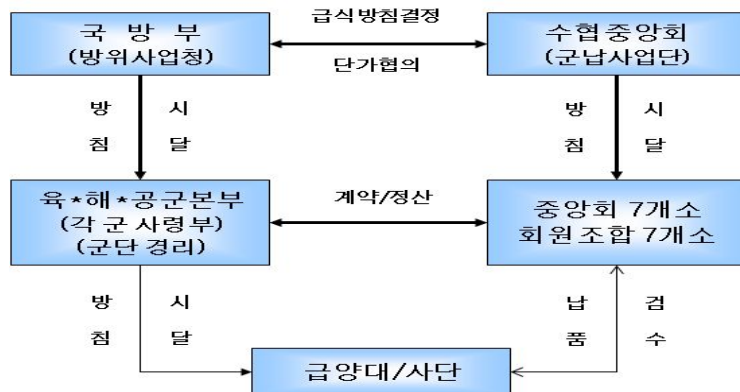 국 방 부
(방위사업청)
급식 방침결정
단가협의
수협중앙회
(군납사업단)
방 시
침 달
방 시
침 달
육*해*공군본부
(각 군 사령부)
(군단 경리)
계약/정산
중앙회 7개소
회원조합 7개소
방 시
침 달
납 검
품 수
급양대/사단